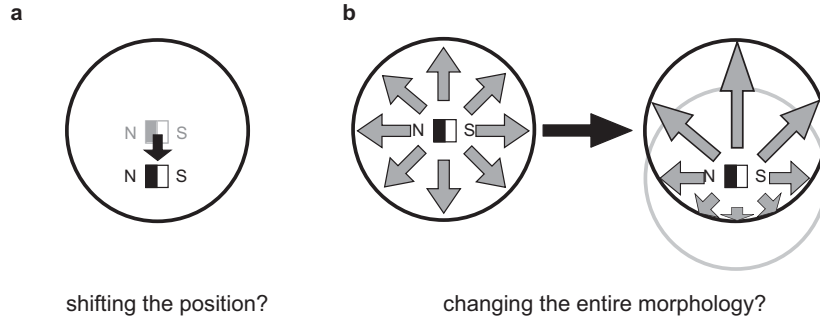 a
b
N S
N S
N S
N S
shifting the position?
changing the entire morphology?